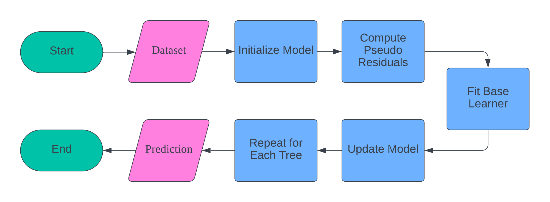 Start
Dataset
Initialize Model
Compute
Pseudo
Residuals
Fit Base
Learner
Update Model
Repeat for
Each Tree
Prediction
End